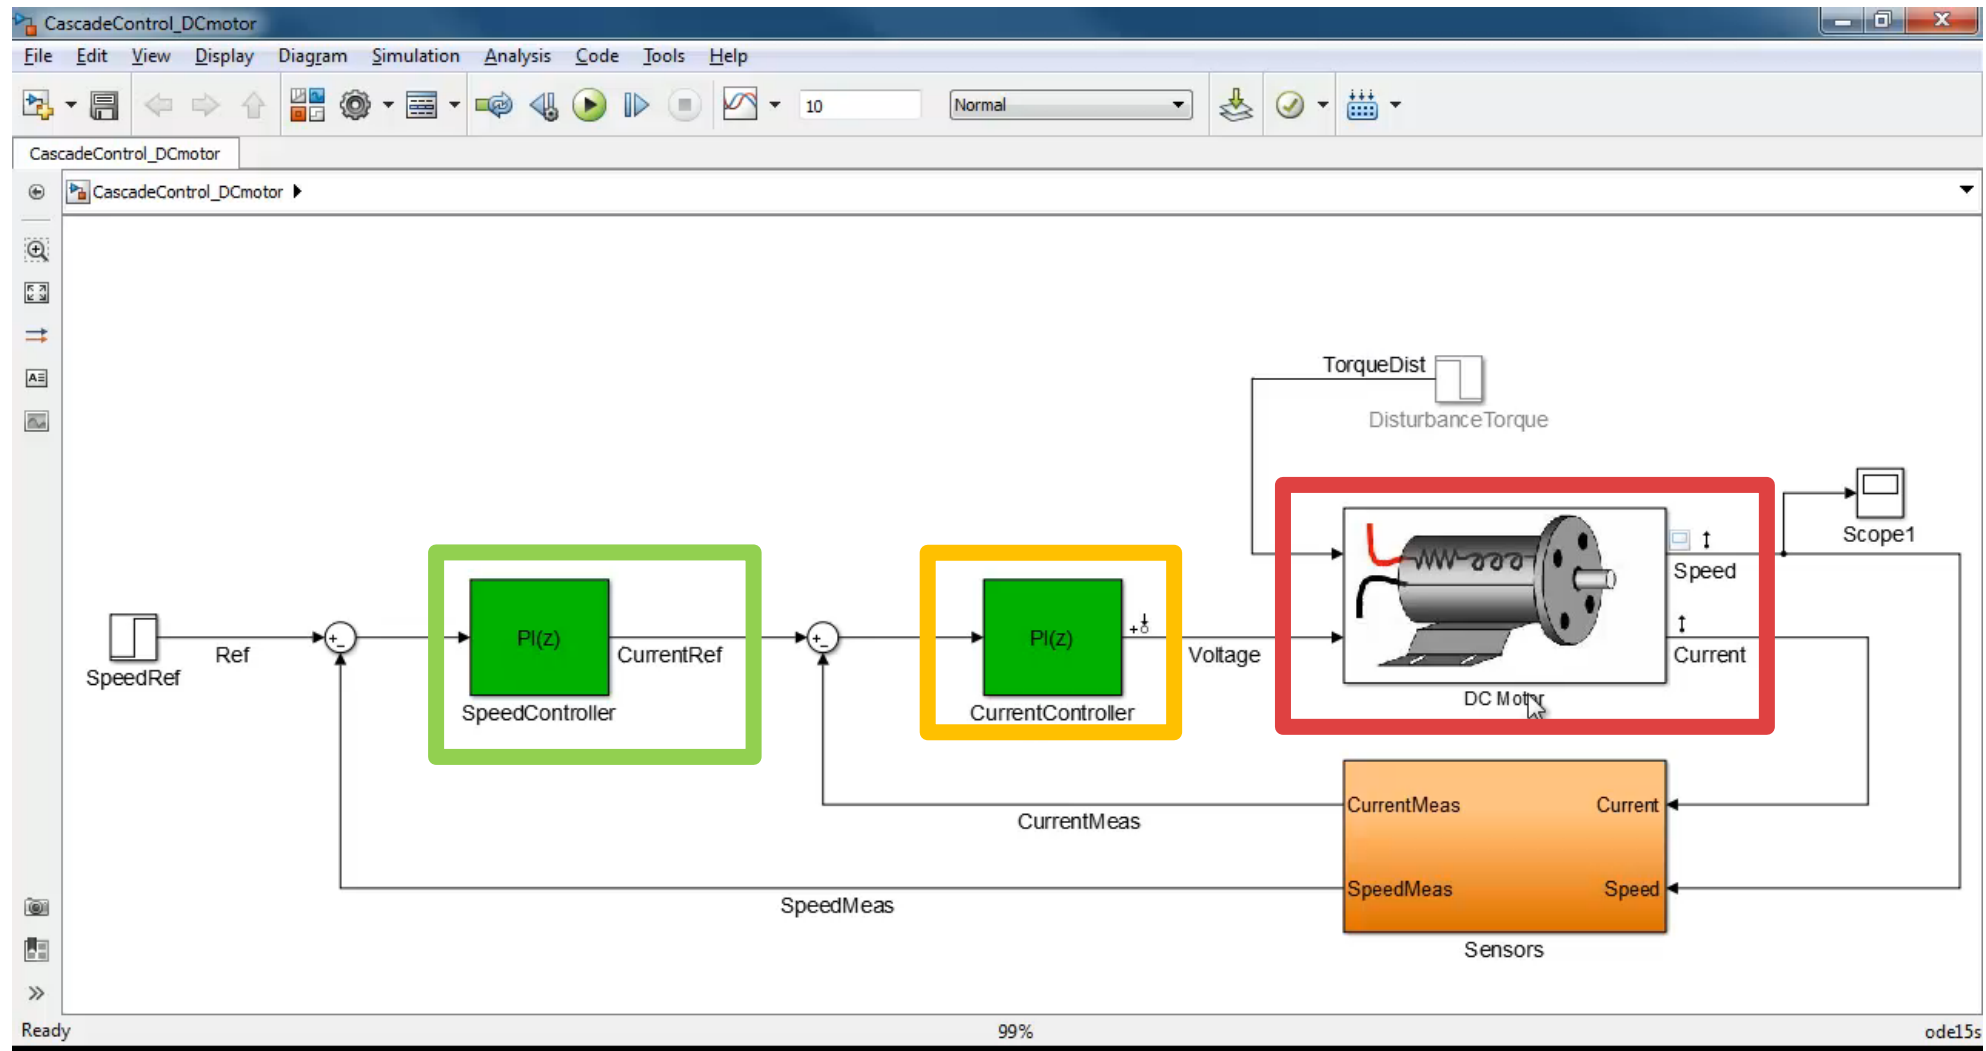 CascadeControl_DCmotor
File Edit View Display Diagram Simulation Analysis Code Tools Help
10 Normal
CascadeControl_DCmotor
CascadeControl_DCmotor
TorqueDist
DisturbanceTorque
Scope1
Speed
SpeedRef
Ref
PI(z)
SpeedController
CurrentRef
PI(z)
CurrentController
Voltage
Current
DC Motor
CurrentMeas
CurrentMeas Current
SpeedMeas Speed
SpeedMeas
Sensors
Ready 99% ode15s